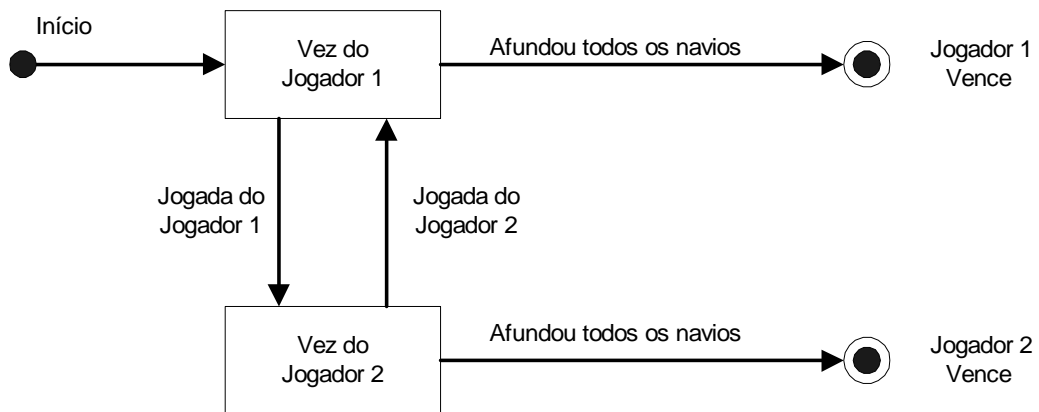 Início
Vez do
Jogador 1
Afundou todos os navios
Jogador 1
Vence
Jogada do
Jogador 1
Jogada do
Jogador 2
Vez do
Jogador 2
Afundou todos os navios
Jogador 2
Vence